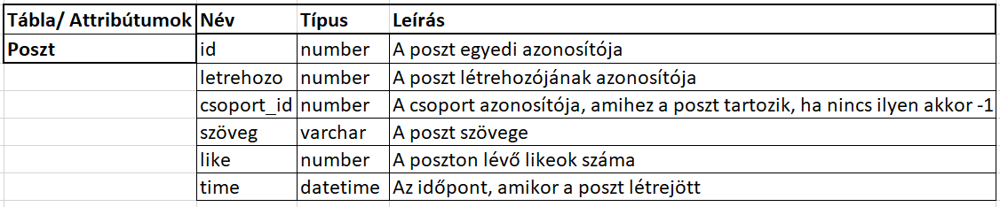 Tábla/ Attribútumok Név Típus Leírás
Poszt id number A poszt egyedi azonosítója
letrehozo number A poszt létrehozójának azonosítója
csoport_id number A csoport azonosítója, amihez a poszt tartozik, ha nincs ilyen akkor -1
szöveg varchar A poszt szövege
like number A poszton lévő likeok száma
time datetime Az időpont, amikor a poszt létrejött